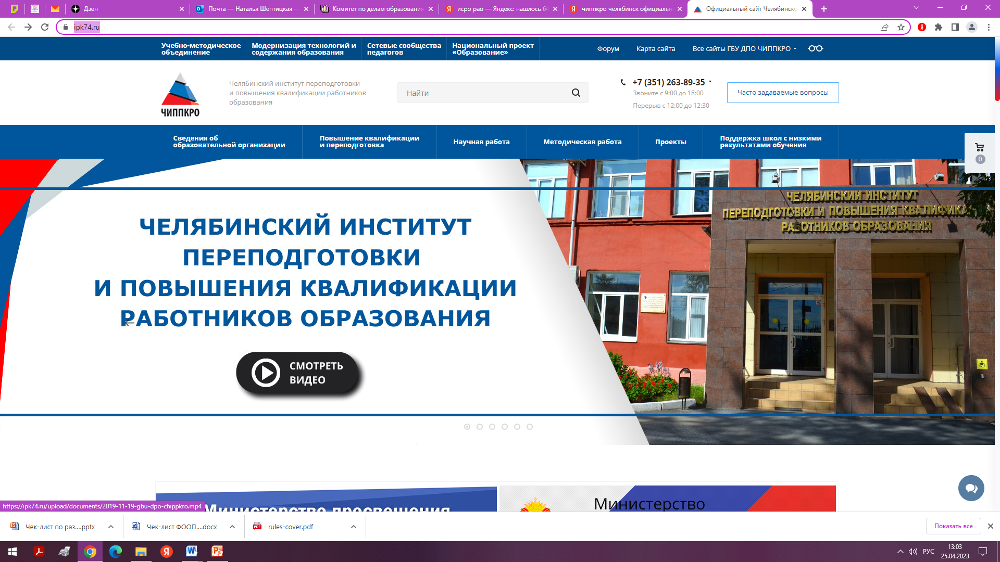 Дзен
Почта — Наталья Шептицкая —
Комитет по делам образования
исро рао — Яндекс: нашлось 64
чиппкро челябинск официальн
Официальный сайт Челябинско
ipk74.ru
Учебно-методическое
объединение
Модернизация технологий и
содержания образования
Сетевые сообщества
педагогов
Национальный проект
«Образование»
Форум
Карта сайта
Все сайты ГБУ ДПО ЧИППКРО
ЧИППКРО
Челябинский институт переподготовки
и повышения квалификации работников
образования
Найти
+7 (351) 263-89-35
Звоните с 9:00 до 18:00
Перерыв с 12:00 до 12:30
Часто задаваемые вопросы
Сведения об
образовательной организации
Повышение квалификации
и переподготовка
Научная работа
Методическая работа
Проекты
Поддержка школ с низкими
результатами обучения
0
ЧЕЛЯБИНСКИЙ ИНСТИТУТ
ПЕРЕПОДГОТОВКИ
И ПОВЫШЕНИЯ КВАЛИФИКАЦИИ
РАБОТНИКОВ ОБРАЗОВАНИЯ
СМОТРЕТЬ
ВИДЕО
ЧЕЛЯБИНСКИЙ ИНСТИТУТ
ПЕРЕПОДГОТОВКИ И ПОВЫШЕНИЯ КВАЛИФИКА
РАБОТНИКОВ ОБРАЗОВАНИЯ
Министерство просвещения
Министерство
https://ipk74.ru/upload/documents/2019-11-19-gbu-dpo-chippkro.mp4
Чек-лист по раз....pptx
Чек-лист ФООП....docx
rules-cover.pdf
Показать все
РУС
13:03
25.04.2023